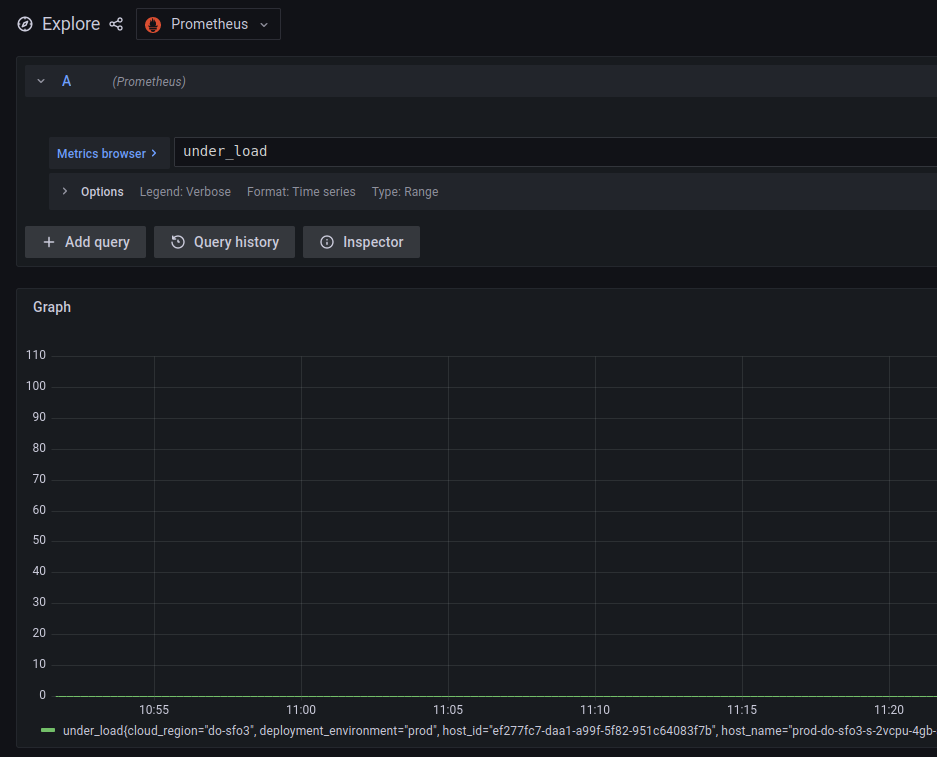 Explore Prometheus
A (Prometheus)
Metrics browser > under_load
> Options Legend: Verbose Format: Time series Type: Range
+ Add query Query history Inspector
Graph
110
100
90
80
70
60
50
40
30
20
10
0
10:55 11:00 11:05 11:10 11:15 11:20
under_load{cloud_region="do-sfo3", deployment_environment="prod", host_id="ef277fc7-daa1-a99f-5f82-951c64083f7b", host_name="prod-do-sfo3-s-2vcpu-4gb-